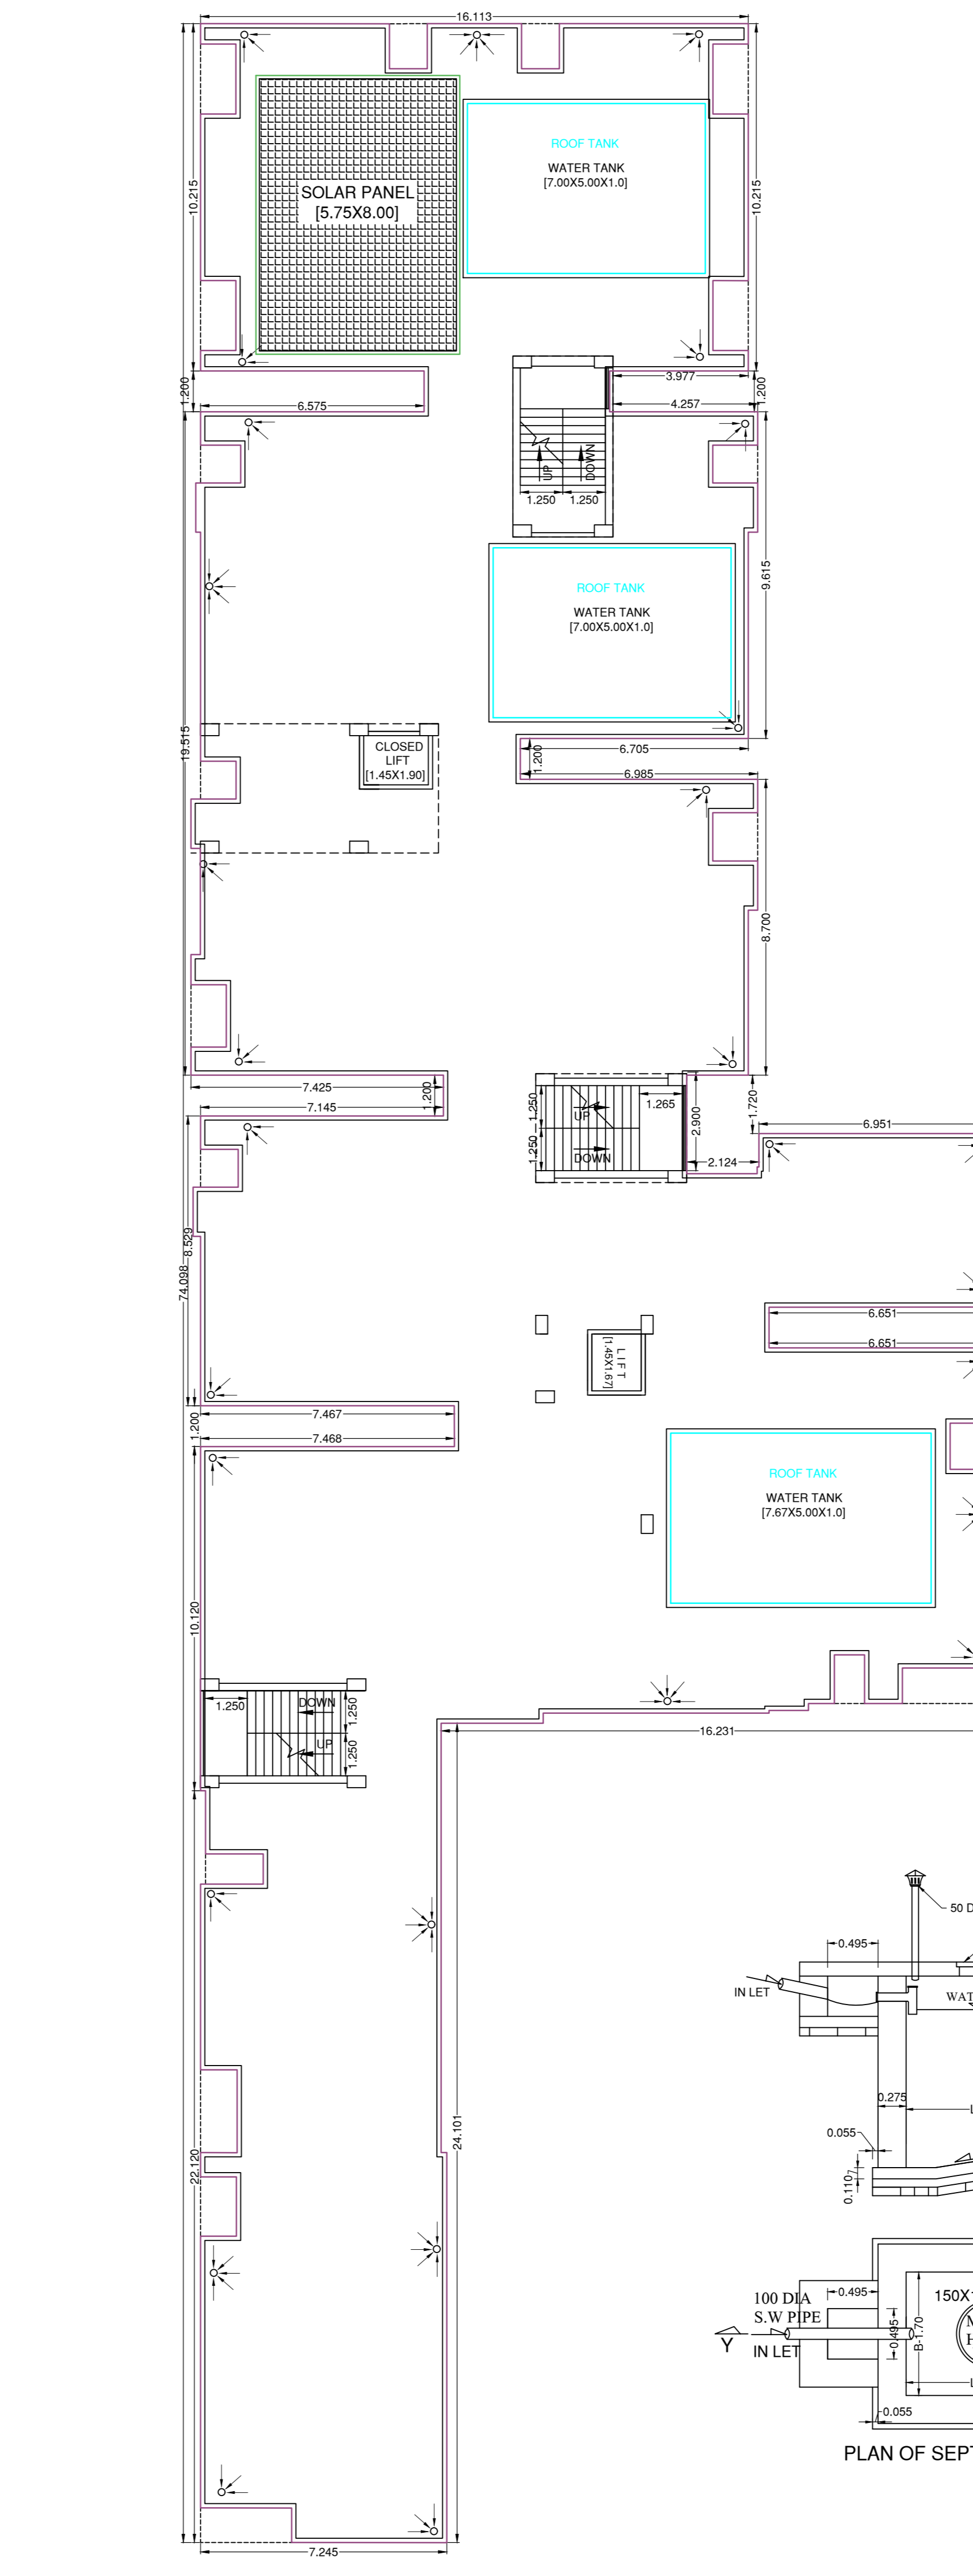 16.113
ROOF TANK
WATER TANK
[7.00X5.00X1.0]
SOLAR PANEL
[5.75X8.00]
10.215
10.215
3.977
1.200
1.200
6.575
4.257
UP
DOWN
1.250
1.250
9.615
ROOF TANK
WATER TANK
[7.00X5.00X1.0]
19.515
CLOSED
LIFT
[1.45X1.90]
6.705
1.200
6.985
8.700
7.425
1.200
7.145
1.250
1.250
UP
DOWN
1.265
2.900
1.720
2.124
6.951
8.529
74.098
6.651
6.651
LIFT
[1.45X1.67]
7.467
1.200
7.468
ROOF TANK
WATER TANK
[7.67X5.00X1.0]
10.120
1.250
DOWN
UP
1.250
1.250
16.231
50 D
0.495
IN LET
WAT
0.275
L
0.055
0.110
24.101
22.120
100 DIA
S.W PIPE
0.495
0.495
B-1.70
150X1
M
H
Y
IN LET
L
0.055
PLAN OF SEPT
7.245